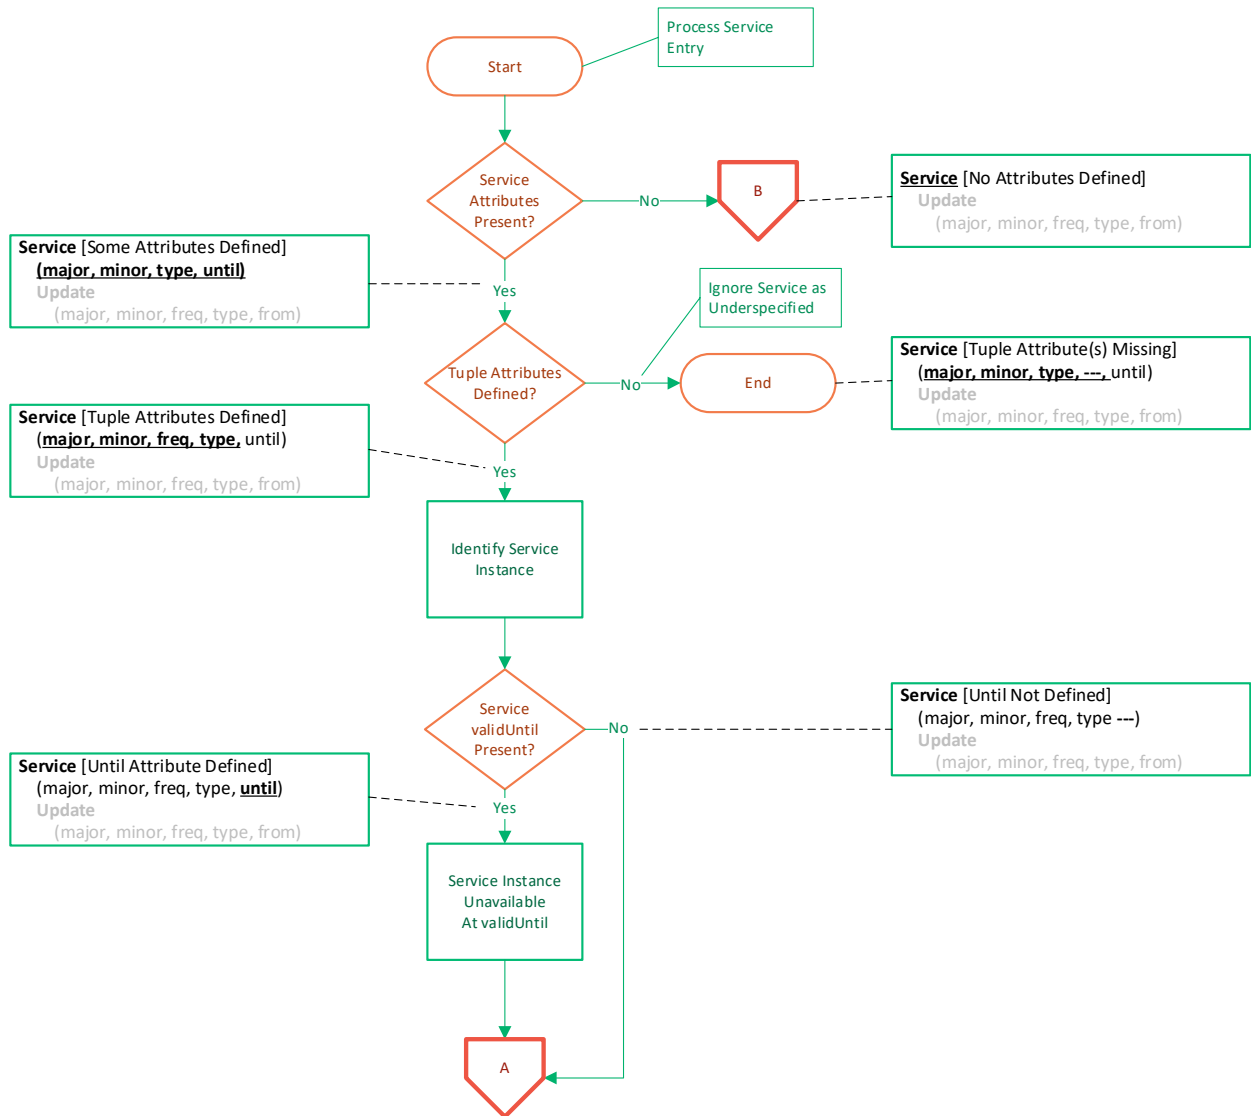 Process Service
Entry
Start
Service
Attributes
Present?
No
B
Service [No Attributes Defined]
Update
(major, minor, freq, type, from)
Service [Some Attributes Defined]
(major, minor, type, until)
Update
(major, minor, freq, type, from)
Yes
Ignore Service as
Underspecified
Tuple Attributes
Defined?
No
End
Service [Tuple Attribute(s) Missing]
(major, minor, type, ---, until)
Update
(major, minor, freq, type, from)
Service [Tuple Attributes Defined]
(major, minor, freq, type, until)
Update
(major, minor, freq, type, from)
Yes
Identify Service
Instance
Service
validUntil
Present?
No
Service [Until Not Defined]
(major, minor, freq, type ---)
Update
(major, minor, freq, type, from)
Service [Until Attribute Defined]
(major, minor, freq, type, until)
Update
(major, minor, freq, type, from)
Yes
Service Instance
Unavailable
At validUntil
A